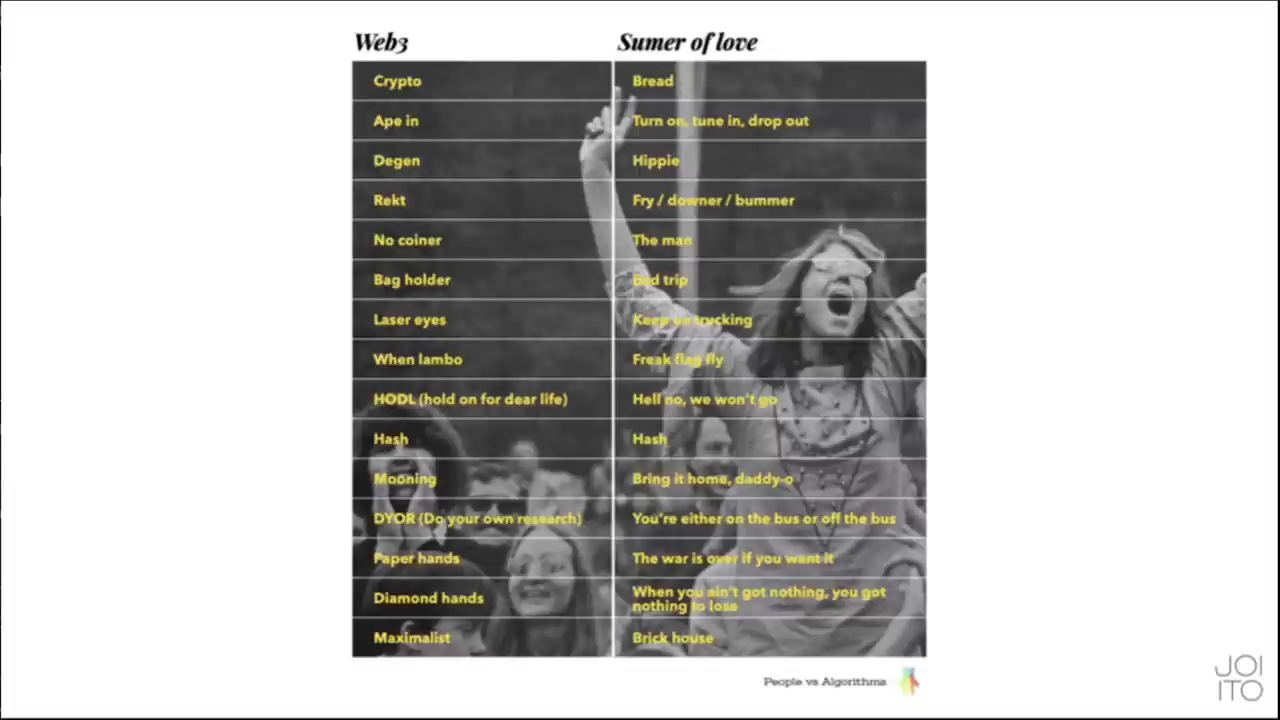 Web3 Sumer of love
Crypto Bread
Ape in Turn on, tune in, drop out
Degen Hippie
Rekt Fry / downer / bummer
No coiner The man
Bag holder Bad trip
Laser eyes Keep on trucking
When lambo Freak flag fly
HODL (hold on for dear life) Hell no, we won't go
Hash Hash
Mooning Bring it home, daddy-o
DYOR (Do your own research) You're either on the bus or off the bus
Paper hands The war is over if you want it
Diamond hands When you ain't got nothing, you got
nothing to lose
Maximalist Brick house
People vs Algorithms
JOI
ITO